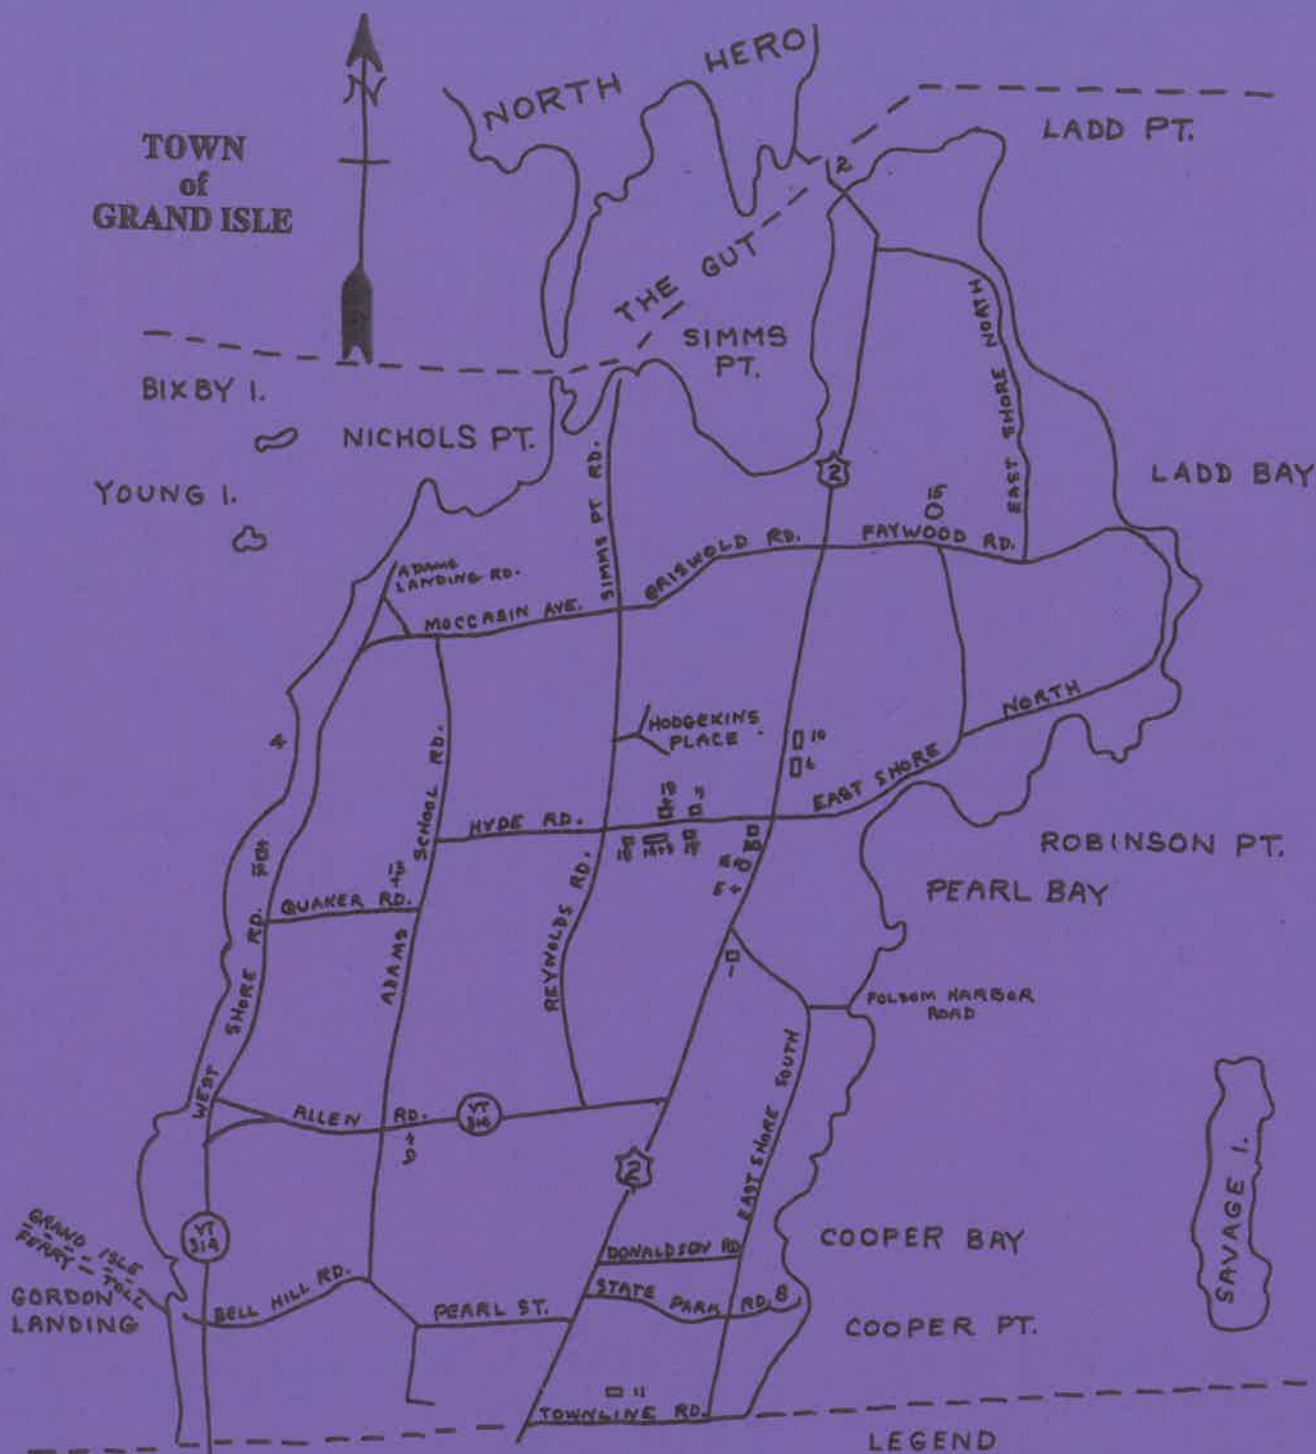 NORTH HERO
N
TOWN
of
GRAND ISLE
LADD PT.
2
THE GUT
SIMMS
PT.
EAST SHORE NORTH
BIXBY I.
NICHOLS PT.
YOUNG I.
SIMMS PT RD.
2
LADD BAY
15
ADAMS
LANDING RD.
GRISWOLD RD.
FAYWOOD RD.
MOCCASIN AVE.
HODGEKINS
PLACE
NORTH
4
10
6
EAST SHORE
SCHOOL RD.
HYDE RD.
ROBINSON PT.
REYNOLDS RD.
PEARL BAY
QUAKER RD.
ADAMS
1
FOLSOM HARBOR
ROAD
WEST SHORE RD.
EAST SHORE SOUTH
ALLEN RD.
VT
2
SAVAGE I.
VT
314
GRAND ISLE
FERRY - TOLL
GORDON
LANDING
COOPER BAY
DONALDSON RD
BELL HILL RD.
STATE PARK RD. 8
PEARL ST.
COOPER PT.
11
TOWNLINE RD.
LEGEND